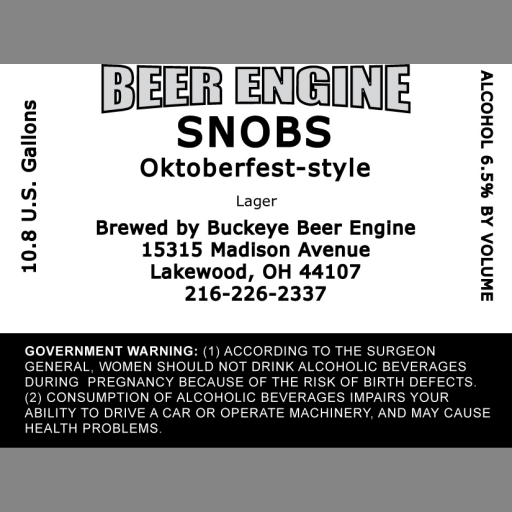 BEER ENGINE
SNOBS
Oktoberfest-style
Lager
Brewed by Buckeye Beer Engine
15315 Madison Avenue
Lakewood, OH 44107
216-226-2337
10.8 U.S. Gallons
ALCOHOL 6.5% BY VOLUME
GOVERNMENT WARNING: (1) ACCORDING TO THE SURGEON
GENERAL, WOMEN SHOULD NOT DRINK ALCOHOLIC BEVERAGES
DURING  PREGNANCY BECAUSE OF THE RISK OF BIRTH DEFECTS.
(2) CONSUMPTION OF ALCOHOLIC BEVERAGES IMPAIRS YOUR
ABILITY TO DRIVE A CAR OR OPERATE MACHINERY, AND MAY CAUSE
HEALTH PROBLEMS.